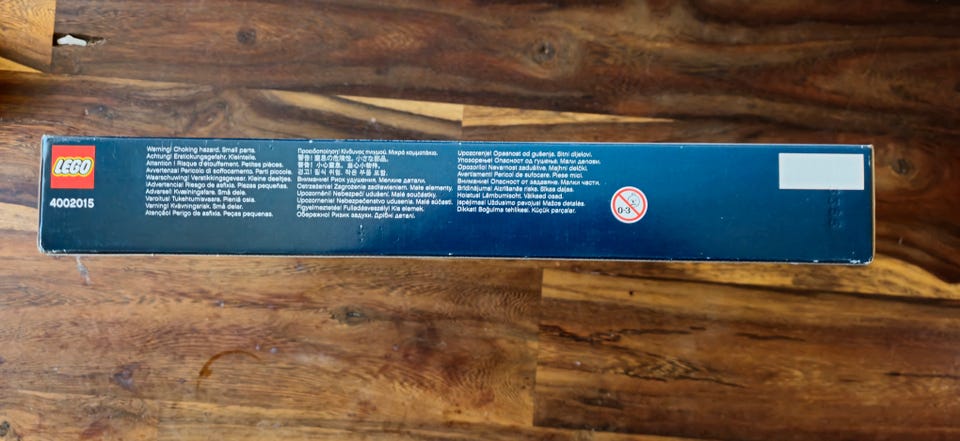 LEGO
4002015
Warning! Choking hazard. Small parts.
Achtung! Erstickungsgefahr. Kleinteile.
Attention ! Risque d'étouffement. Petites pièces.
Avvertenza! Pericolo di soffocamento. Parti piccole.
Waarschuwing! Verstikkingsgevaar. Kleine deeltjes.
¡Advertencia! Riesgo de asfixia. Piezas pequeñas.
Advarsel! Kvælningsfare. Små dele.
Varoitus! Tukehtumisvaara. Pieniä osia.
Varning! Kvävningsrisk. Små delar.
Atenção! Perigo de asfixia. Peças pequenas.
Προειδοποίηση! Κίνδυνος πνιγμού. Μικρά κομματάκια.
警告! 窒息の危険性, 小さな部品。
警告! 小心窒息, 当心小物件。
경고! 질식 위험. 작은 부품 포함.
Внимание! Риск удушения. Мелкие детали.
Ostrzeżenie! Zagrożenie zadławieniem. Małe elementy.
Upozornění! Nebezpečí udušení. Malé součástky.
Upozornenie! Nebezpečenstvo udusenia. Malé súčasti.
Figyelmeztetés! Fulladásveszély! Kis elemek.
Обережно! Ризик задухи. Дрібні деталі.
Upozorenje! Opasnost od gušenja. Sitni dijelovi.
Упозорење! Опасност од гушење. Мали делови.
Opozorilo! Nevarnost zadušitve. Majhni delčki.
Avertisment! Pericol de sufocare. Piese mici.
Внимание! Опасност от задавяне. Малки части.
Brīdinājums! Aizrīšanās risks. Sīkas daļas.
Hoiatus! Lämbumisoht. Väiksed osad.
Įspėjimas! Uždusimo pavojus! Mažos detalės.
Dikkat! Boğulma tehlikesi. Küçük parçalar.
0-3